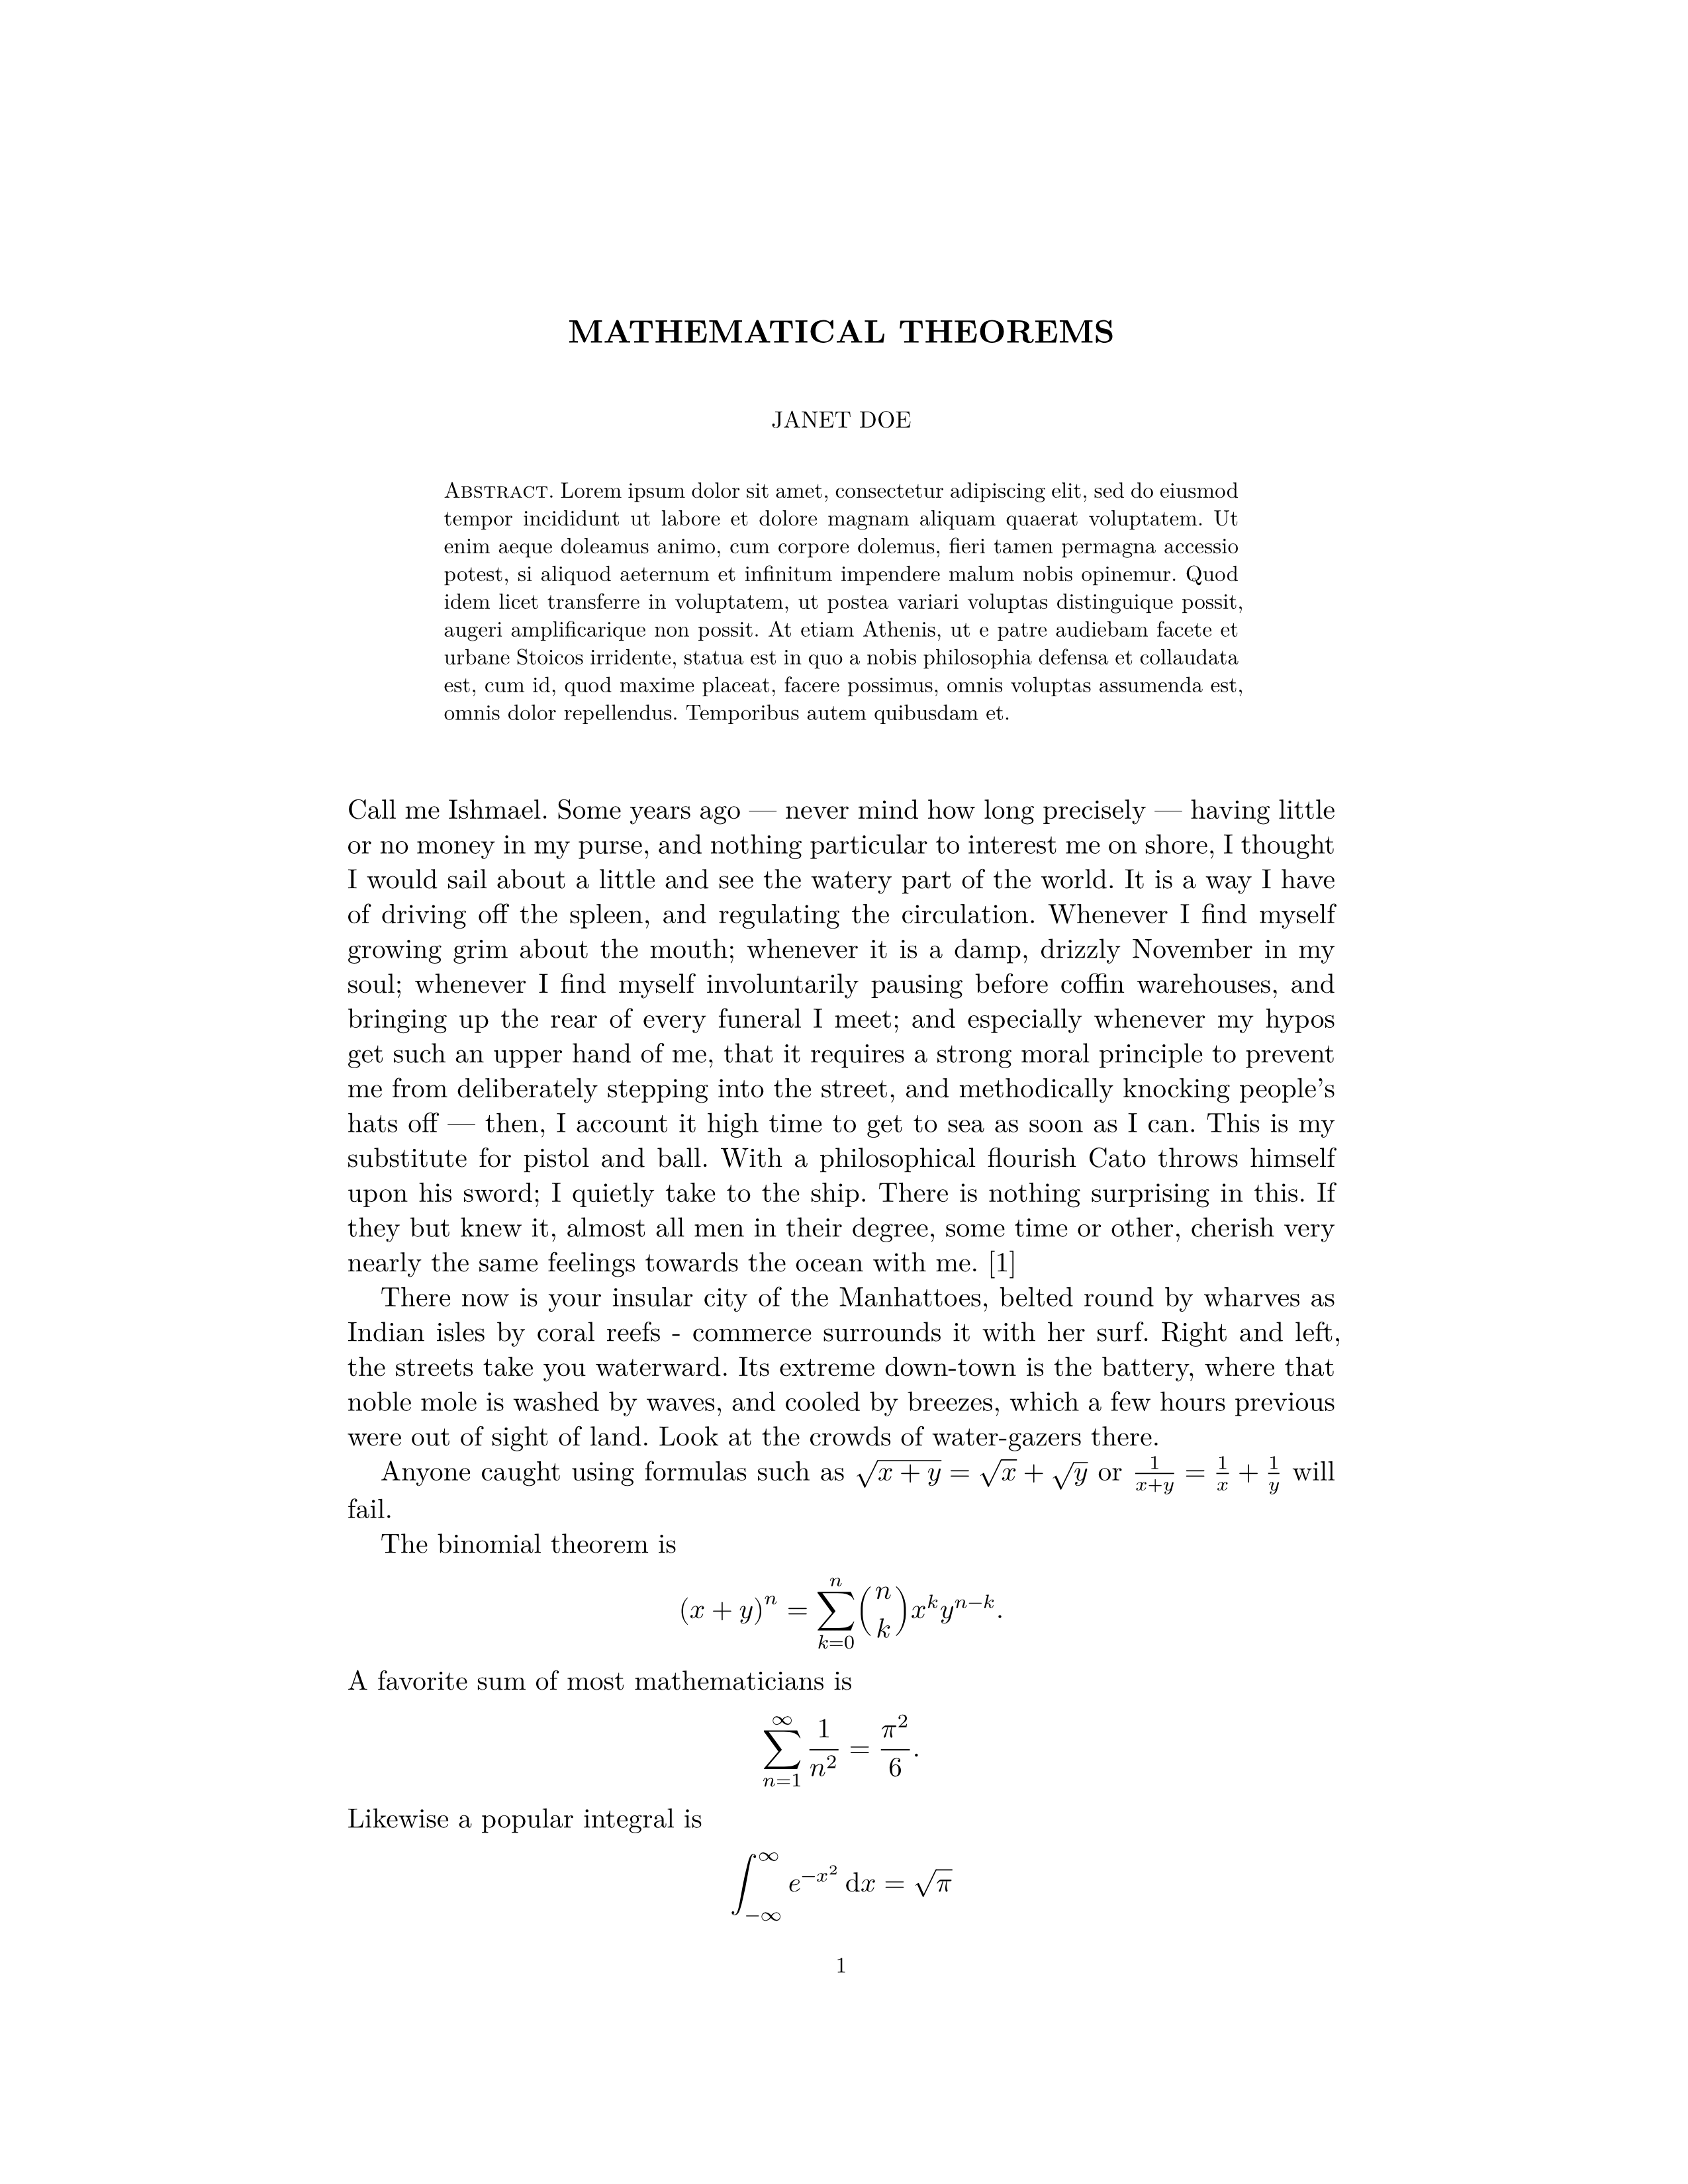 MATHEMATICAL THEOREMS
JANET DOE
Abstract. Lorem ipsum dolor sit amet, consectetur adipiscing elit, sed do eiusmod
tempor incididunt ut labore et dolore magnam aliquam quaerat voluptatem. Ut
enim aeque doleamus animo, cum corpore dolemus, fieri tamen permagna accessio
potest, si aliquod aeternum et infinitum impendere malum nobis opinemur. Quod
idem licet transferre in voluptatem, ut postea variari voluptas distinguique possit,
augeri amplificarique non possit. At etiam Athenis, ut e patre audiebam facete et
urbane Stoicos irridente, statua est in quo a nobis philosophia defensa et collaudata
est, cum id, quod maxime placeat, facere possimus, omnis voluptas assumenda est,
omnis dolor repellendus. Temporibus autem quibusdam et.
Call me Ishmael. Some years ago — never mind how long precisely — having little
or no money in my purse, and nothing particular to interest me on shore, I thought
I would sail about a little and see the watery part of the world. It is a way I have
of driving off the spleen, and regulating the circulation. Whenever I find myself
growing grim about the mouth; whenever it is a damp, drizzly November in my
soul; whenever I find myself involuntarily pausing before coffin warehouses, and
bringing up the rear of every funeral I meet; and especially whenever my hypos
get such an upper hand of me, that it requires a strong moral principle to prevent
me from deliberately stepping into the street, and methodically knocking people’s
hats off — then, I account it high time to get to sea as soon as I can. This is my
substitute for pistol and ball. With a philosophical flourish Cato throws himself
upon his sword; I quietly take to the ship. There is nothing surprising in this. If
they but knew it, almost all men in their degree, some time or other, cherish very
nearly the same feelings towards the ocean with me. [1]
There now is your insular city of the Manhattoes, belted round by wharves as
Indian isles by coral reefs - commerce surrounds it with her surf. Right and left,
the streets take you waterward. Its extreme down-town is the battery, where that
noble mole is washed by waves, and cooled by breezes, which a few hours previous
were out of sight of land. Look at the crowds of water-gazers there.
Anyone caught using formulas such as $\sqrt{x+y} = \sqrt{x} + \sqrt{y}$ or $\frac{1}{x+y} = \frac{1}{x} + \frac{1}{y}$ will
fail.
The binomial theorem is
$(x+y)^n = \sum_{k=0}^{n} \binom{n}{k} x^k y^{n-k}.$
A favorite sum of most mathematicians is
$\sum_{n=1}^{\infty} \frac{1}{n^2} = \frac{\pi^2}{6}.$
Likewise a popular integral is
$\int_{-\infty}^{\infty} e^{-x^2} \, \mathrm{d}x = \sqrt{\pi}$
1